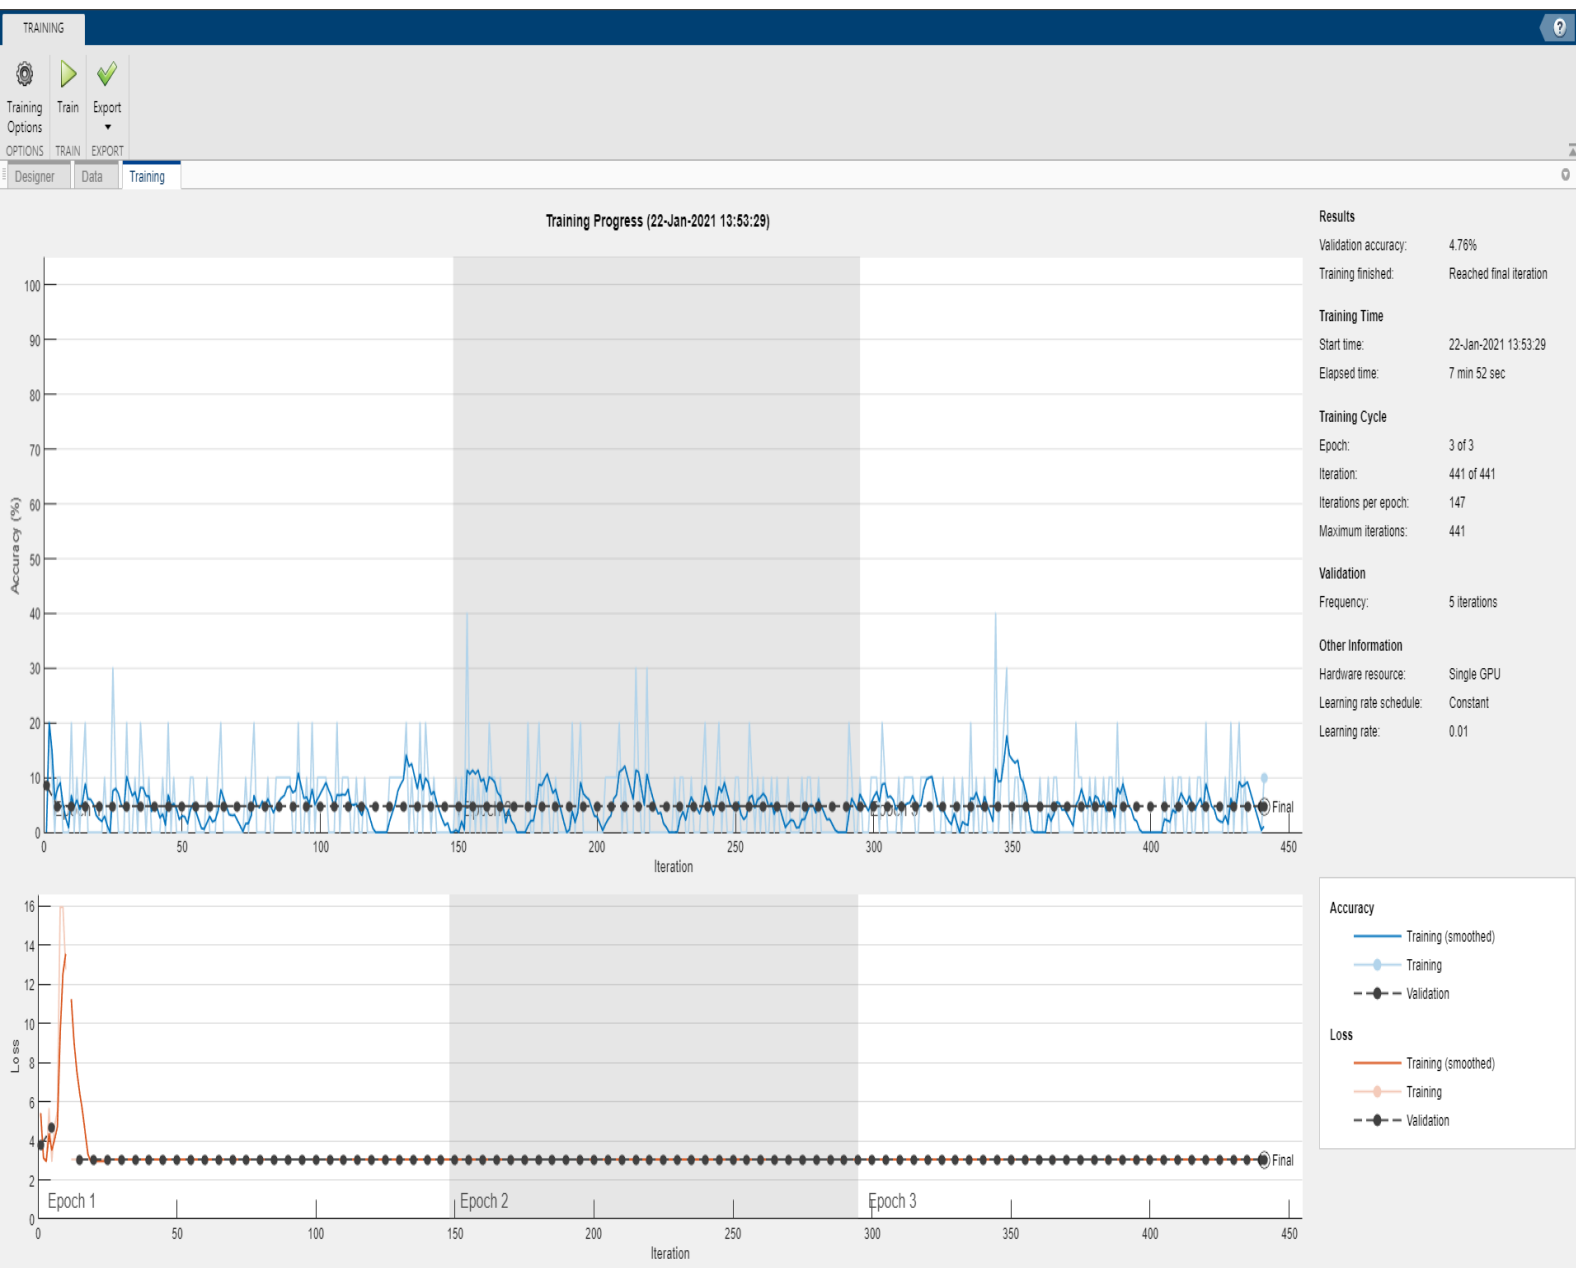 TRAINING
?
Training Options
Train
Export
OPTIONS
TRAIN
EXPORT
Designer
Data
Training
Training Progress (22-Jan-2021 13:53:29)
Accuracy (%)
100
90
80
70
60
50
40
30
20
10
0
Epoch 1
Epoch 2
Epoch 3
Final
0 50 100 150 200 250 300 350 400 450
Iteration
Loss
16
14
12
10
8
6
4
2
0
Epoch 1
Epoch 2
Epoch 3
Final
0 50 100 150 200 250 300 350 400 450
Iteration
Results
Validation accuracy: 4.76%
Training finished: Reached final iteration
Training Time
Start time: 22-Jan-2021 13:53:29
Elapsed time: 7 min 52 sec
Training Cycle
Epoch: 3 of 3
Iteration: 441 of 441
Iterations per epoch: 147
Maximum iterations: 441
Validation
Frequency: 5 iterations
Other Information
Hardware resource: Single GPU
Learning rate schedule: Constant
Learning rate: 0.01
Accuracy
Training (smoothed)
Training
Validation
Loss
Training (smoothed)
Training
Validation